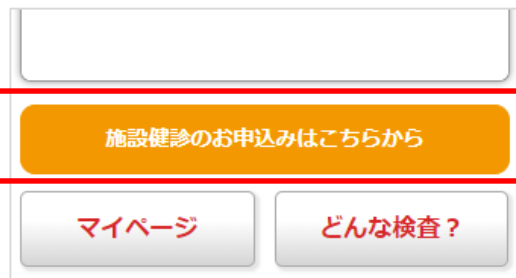 施設健診のお申込みはこちらから
マイページ
どんな検査？